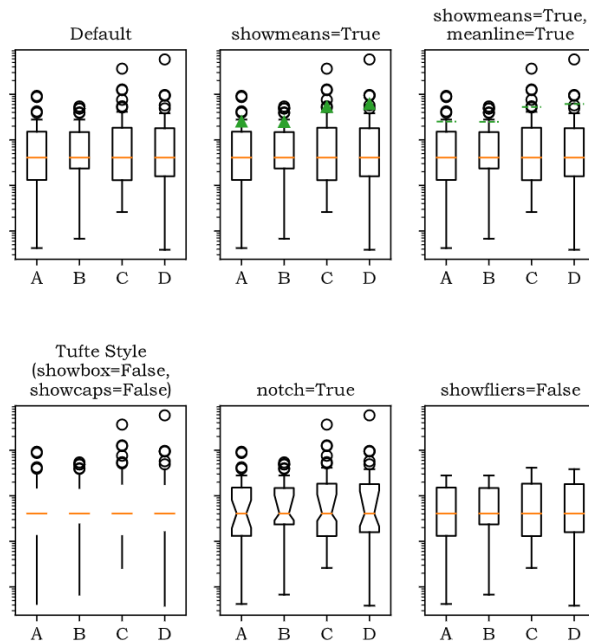 Default
showmeans=True
showmeans=True,
meanline=True
A B C D
A B C D
A B C D
Tufte Style
(showbox=False,
showcaps=False)
notch=True
showfliers=False
A B C D
A B C D
A B C D